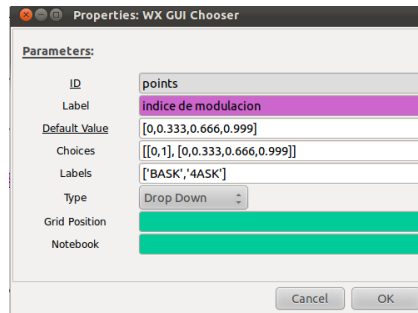 Properties: WX GUI Chooser
Parameters:
ID points
Label indice de modulacion
Default Value [0,0.333,0.666,0.999]
Choices [[0,1], [0,0.333,0.666,0.999]]
Labels ['BASK','4ASK']
Type Drop Down
Grid Position
Notebook
Cancel OK